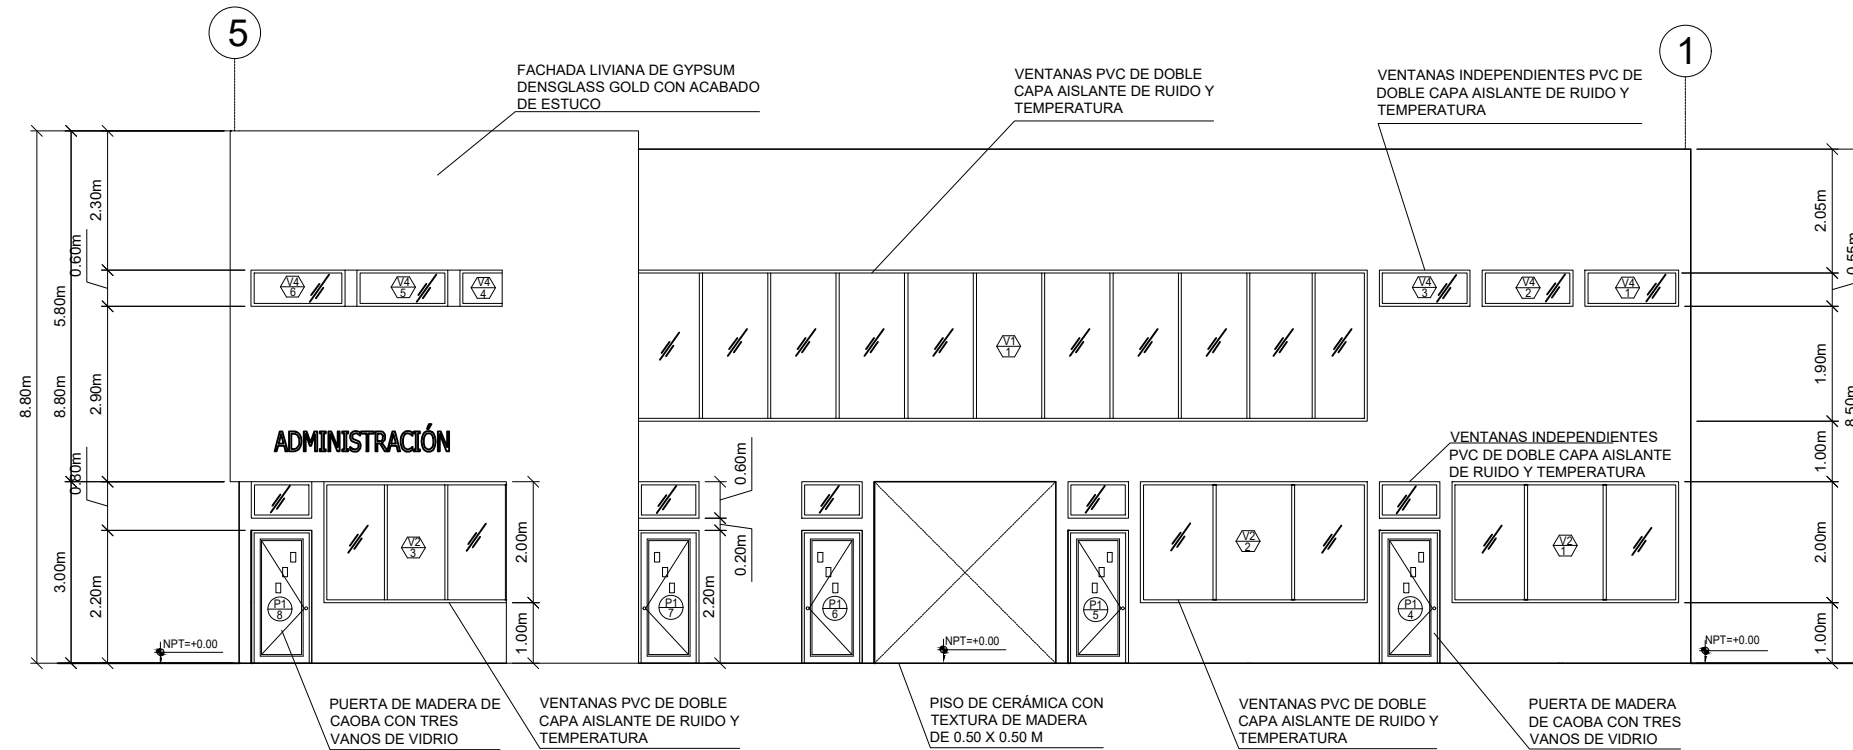 5
1
FACHADA LIVIANA DE GYPSUM
DENSGLASS GOLD CON ACABADO
DE ESTUCO
VENTANAS PVC DE DOBLE
CAPA AISLANTE DE RUIDO Y
TEMPERATURA
VENTANAS INDEPENDIENTES PVC DE
DOBLE CAPA AISLANTE DE RUIDO Y
TEMPERATURA
8.80m
8.80m
5.80m
3.00m
2.30m
0.60m
2.90m
0.80m
2.20m
V4
6
V4
5
V4
4
V4
3
V4
2
V4
1
V1
1
2.05m
0.55m
1.90m
8.50m
1.00m
2.00m
1.00m
ADMINISTRACIÓN
VENTANAS INDEPENDIENTES
PVC DE DOBLE CAPA AISLANTE
DE RUIDO Y TEMPERATURA
0.60m
0.20m
2.20m
2.00m
1.00m
V2
3
V2
2
V2
1
P1
8
P1
7
P1
6
P1
5
P1
4
NPT=+0.00
NPT=+0.00
NPT=+0.00
PUERTA DE MADERA DE
CAOBA CON TRES
VANOS DE VIDRIO
VENTANAS PVC DE DOBLE
CAPA AISLANTE DE RUIDO Y
TEMPERATURA
PISO DE CERÁMICA CON
TEXTURA DE MADERA
DE 0.50 X 0.50 M
VENTANAS PVC DE DOBLE
CAPA AISLANTE DE RUIDO Y
TEMPERATURA
PUERTA DE MADERA
DE CAOBA CON TRES
VANOS DE VIDRIO